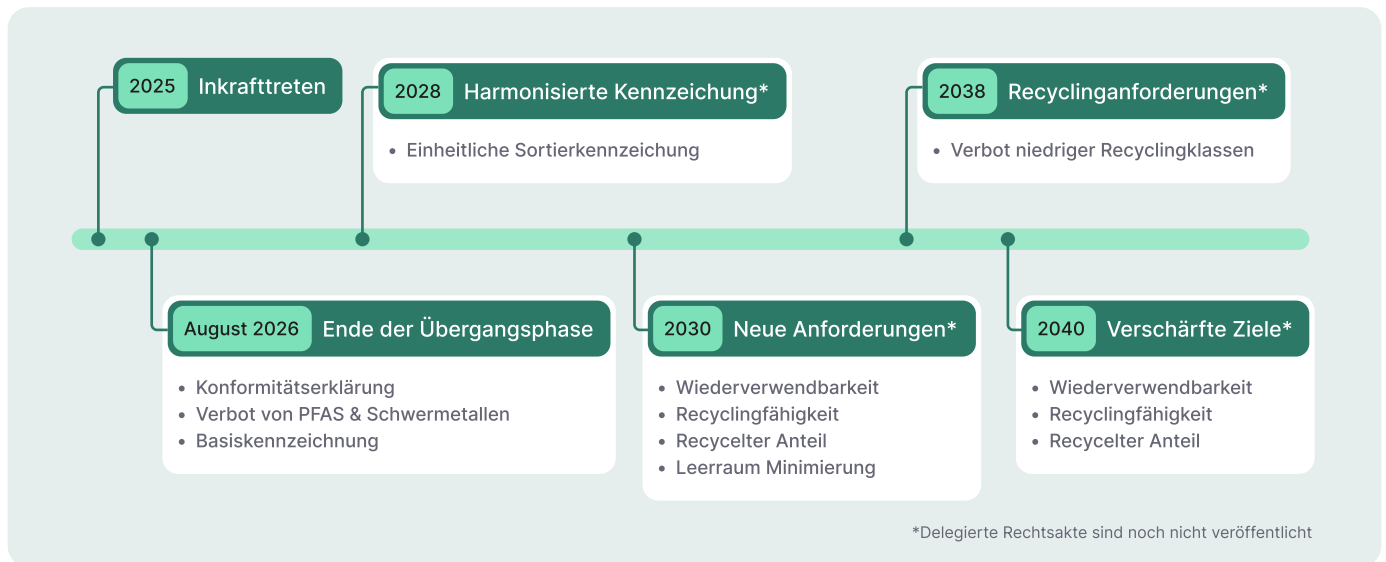 2025 Inkrafttreten
2028 Harmonisierte Kennzeichung*
• Einheitliche Sortierkennzeichung
2038 Recyclinganforderungen*
• Verbot niedriger Recyclingklassen
August 2026 Ende der Übergangsphase
• Konformitätserklärung
• Verbot von PFAS & Schwermetallen
• Basiskennzeichnung
2030 Neue Anforderungen*
• Wiederverwendbarkeit
• Recyclingfähigkeit
• Recycelter Anteil
• Leerraum Minimierung
2040 Verschärfte Ziele*
• Wiederverwendbarkeit
• Recyclingfähigkeit
• Recycelter Anteil
*Delegierte Rechtsakte sind noch nicht veröffentlicht